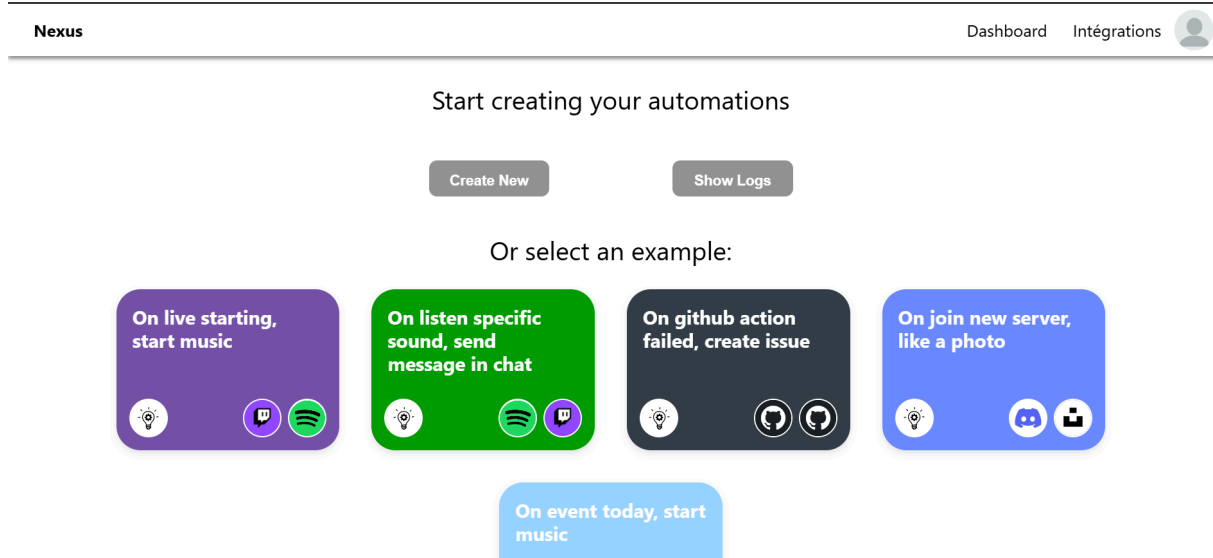 Nexus
Dashboard
Intégrations
Start creating your automations
Create New
Show Logs
Or select an example:
On live starting,
start music
On listen specific
sound, send
message in chat
On github action
failed, create issue
On join new server,
like a photo
On event today, start
music